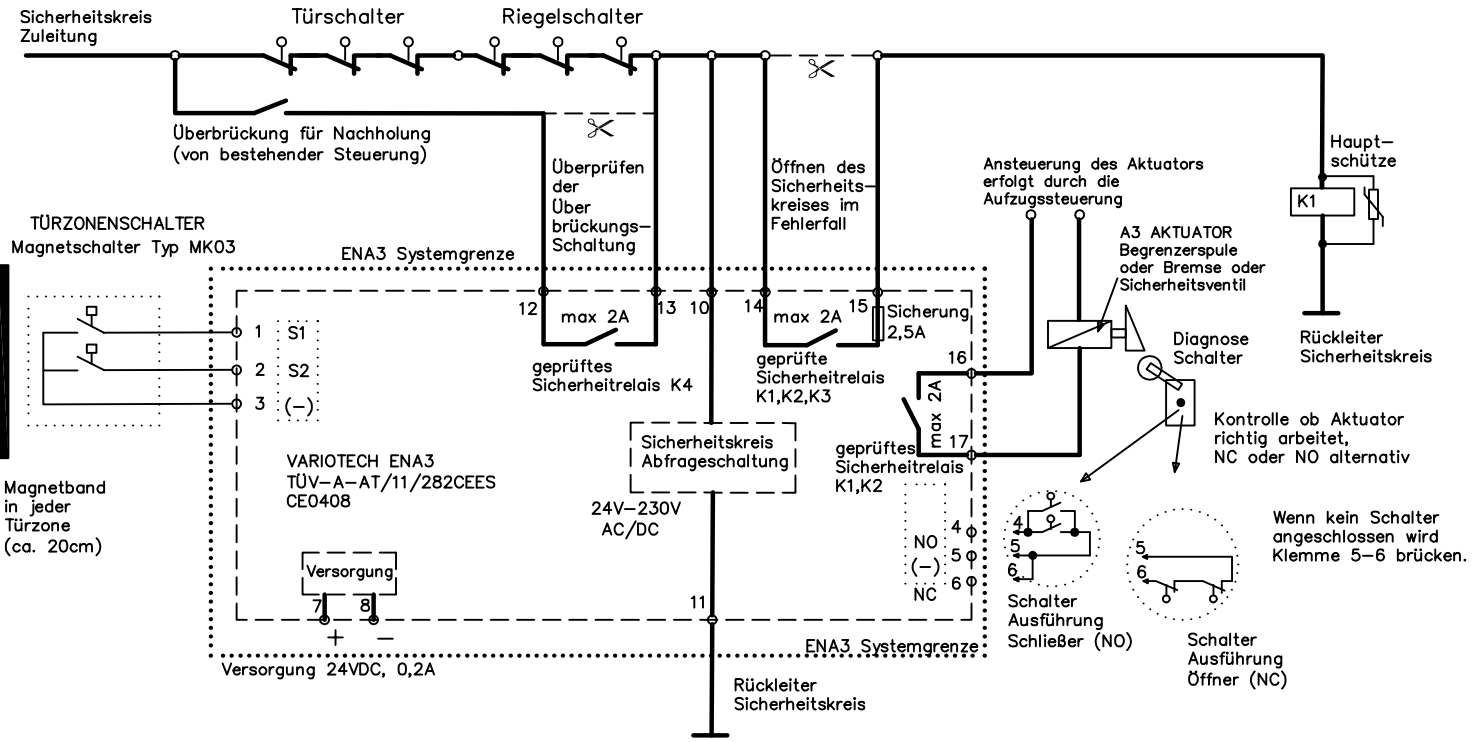 Sicherheitskreis
Zuleitung
Türschalter
Riegelschalter
Überbrückung für Nachholung
(von bestehender Steuerung)
Überprüfen
der
Über
brückungs-
Schaltung
Öffnen des
Sicherheits-
kreises im
Fehlerfall
Ansteuerung des Aktuators
erfolgt durch die
Aufzugssteuerung
Haupt-
schütze
K1
TÜRZONENSCHALTER
Magnetschalter Typ MK03
ENA3 Systemgrenze
A3 AKTUATOR
Begrenzerspule
oder Bremse oder
Sicherheitsventil
12
13
10
14
15
max 2A
max 2A
Sicherung
2,5A
geprüftes
Sicherheitrelais K4
geprüfte
Sicherheitrelais
K1,K2,K3
1
S1
2
S2
3
(-)
16
max 2A
17
Diagnose
Schalter
Rückleiter
Sicherheitskreis
Sicherheitskreis
Abfrageschaltung
geprüftes
Sicherheitrelais
K1,K2
Kontrolle ob Aktuator
richtig arbeitet,
NC oder NO alternativ
VARIOTECH ENA3
TÜV-A-AT/11/282CEES
CE0408
Magnetband
in jeder
Türzone
(ca. 20cm)
24V-230V
AC/DC
4
NO
5
(-)
6
NC
4
5
6
5
6
Wenn kein Schalter
angeschlossen wird
Klemme 5-6 brücken.
Versorgung
7
8
+
-
11
Schalter
Ausführung
Schließer (NO)
Schalter
Ausführung
Öffner (NC)
ENA3 Systemgrenze
Versorgung 24VDC, 0,2A
Rückleiter
Sicherheitskreis